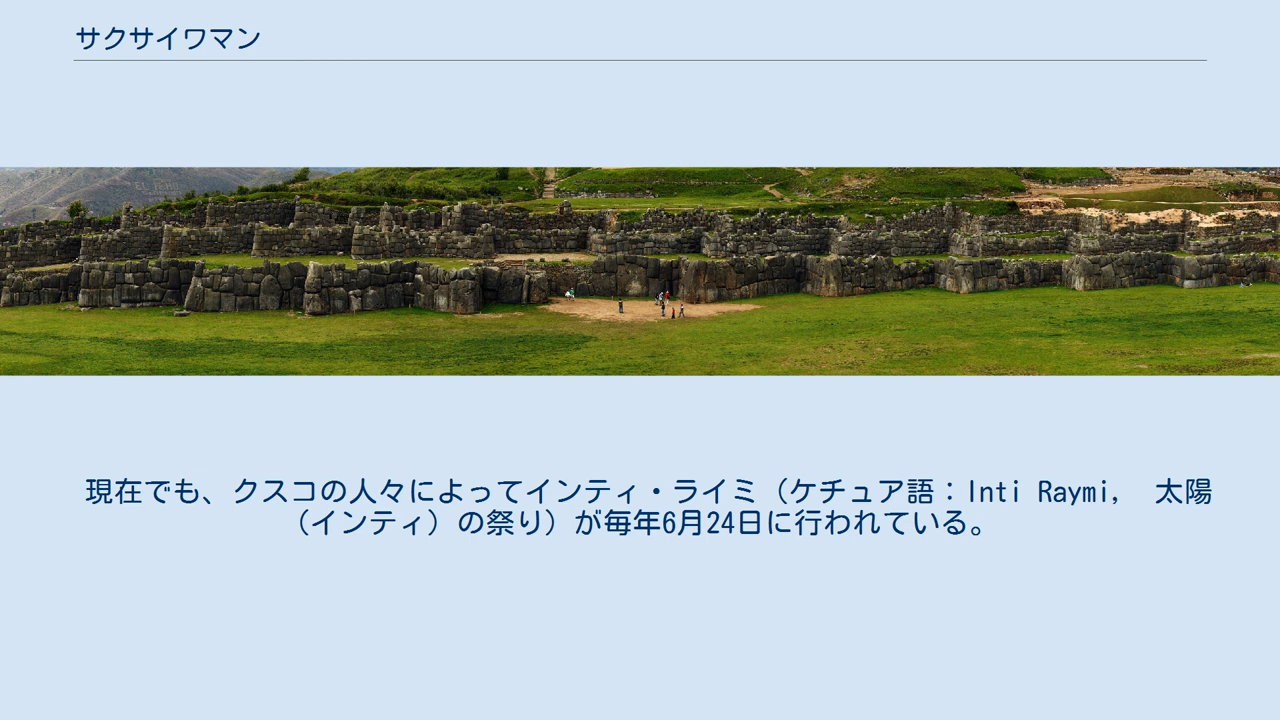 サクサイワマン
現在でも、クスコの人々によってインティ・ライミ（ケチュア語：Inti Raymi,　太陽
（インティ）の祭り）が毎年6月24日に行われている。